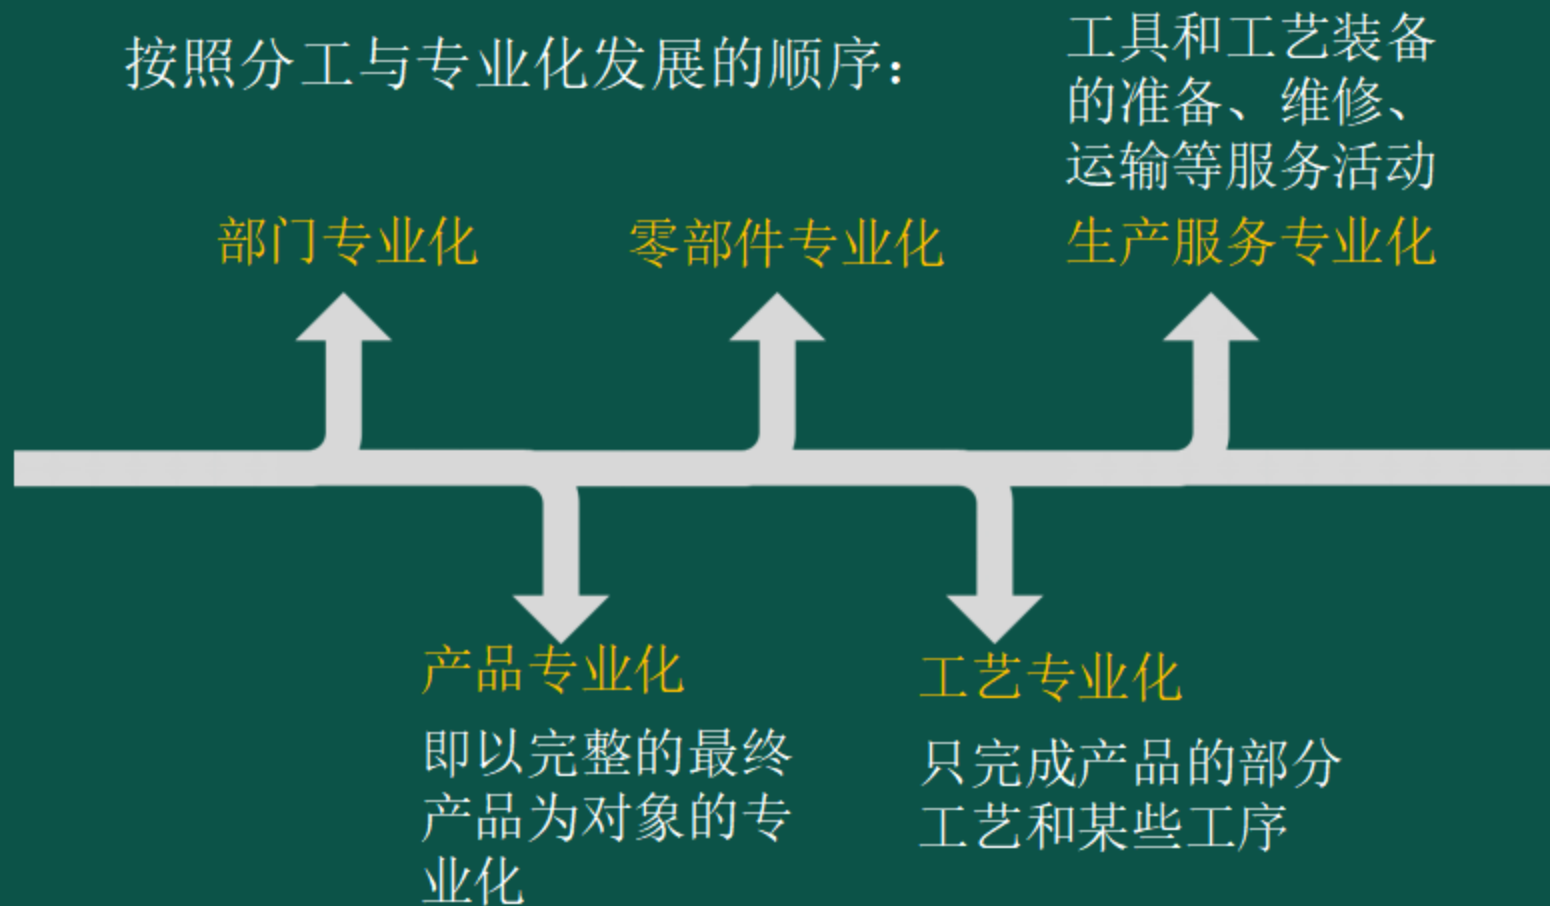 按照分工与专业化发展的顺序：
工具和工艺装备
的准备、维修、
运输等服务活动
部门专业化
零部件专业化
生产服务专业化
产品专业化
即以完整的最终
产品为对象的专
业化
工艺专业化
只完成产品的部分
工艺和某些工序